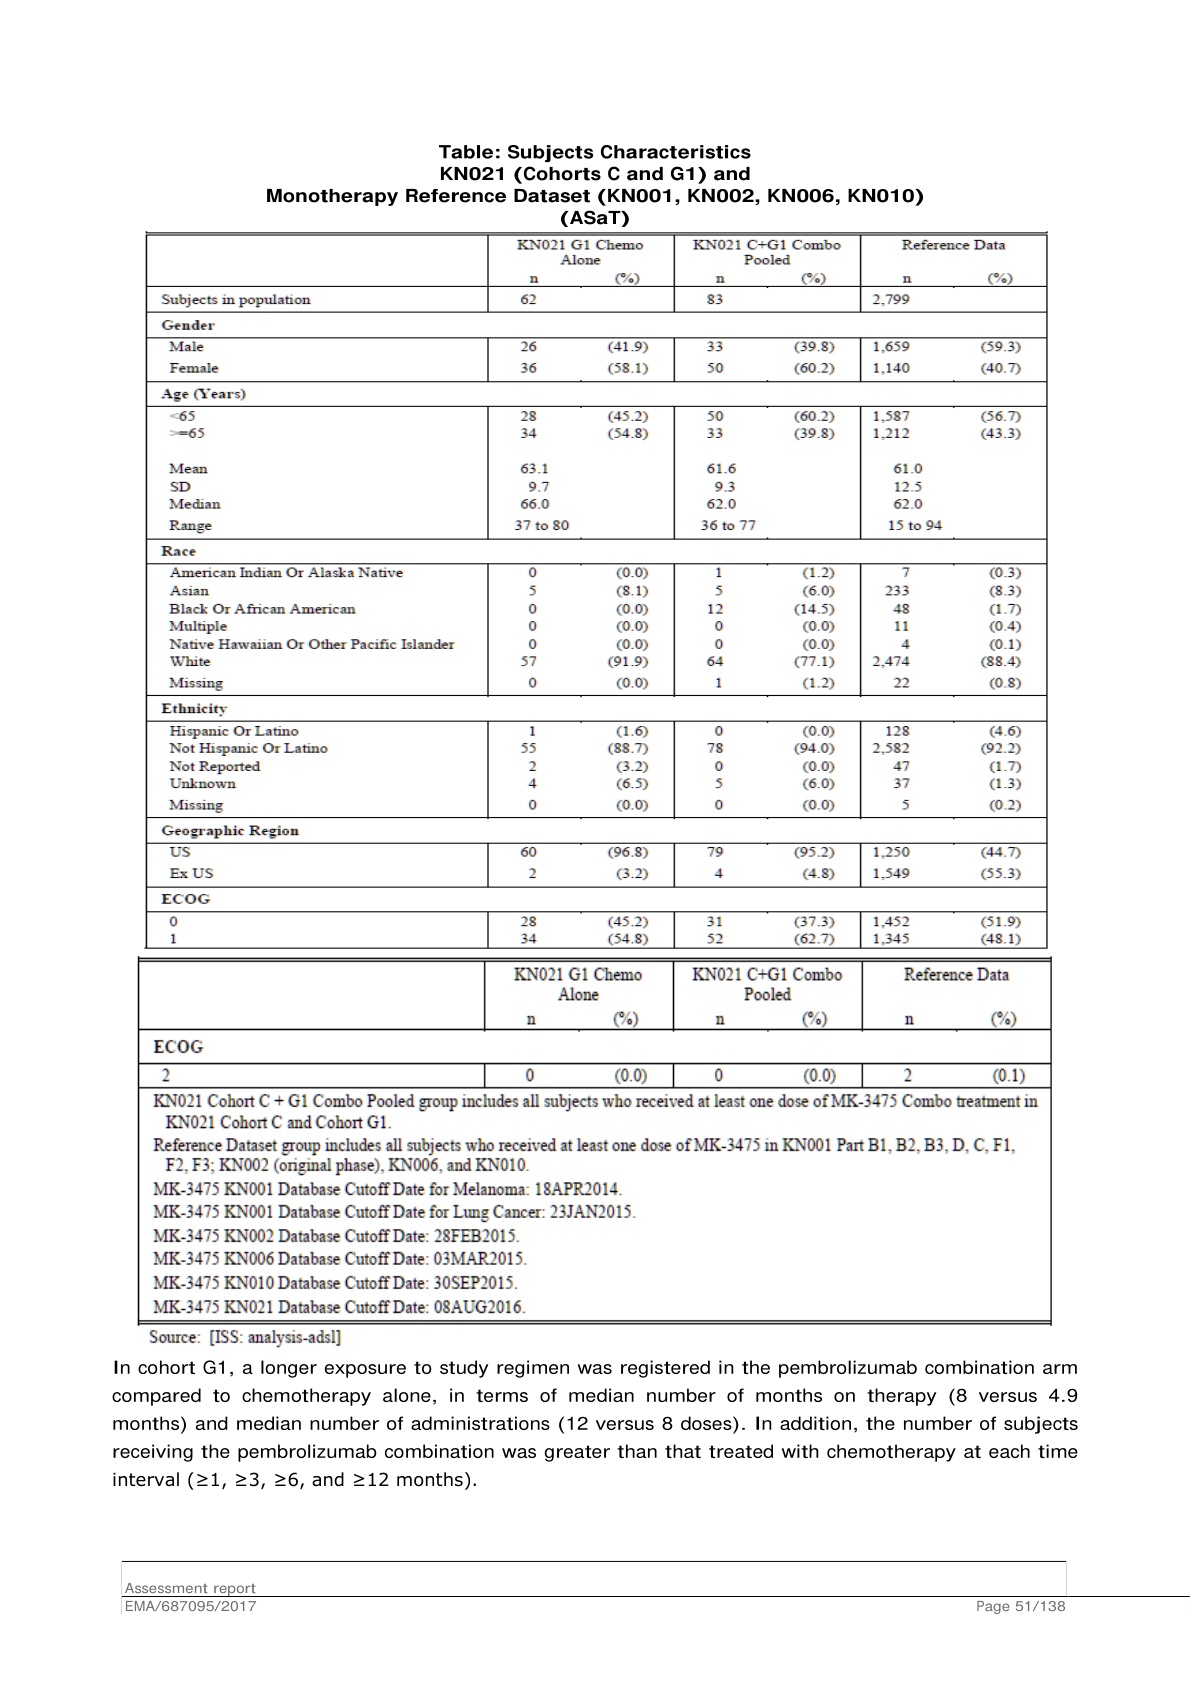 Table: Subjects Characteristics
KN021 (Cohorts C and G1) and
Monotherapy Reference Dataset (KN001, KN002, KN006, KN010)
(ASaT)
KN021 G1 Chemo Alone KN021 C+G1 Combo Pooled Reference Data
n (%) n (%) n (%)
Subjects in population 62 83 2,799
Gender
Male 26 (41.9) 33 (39.8) 1,659 (59.3)
Female 36 (58.1) 50 (60.2) 1,140 (40.7)
Age (Years)
<65 28 (45.2) 50 (60.2) 1,587 (56.7)
>=65 34 (54.8) 33 (39.8) 1,212 (43.3)
Mean 63.1 61.6 61.0
SD 9.7 9.3 12.5
Median 66.0 62.0 62.0
Range 37 to 80 36 to 77 15 to 94
Race
American Indian Or Alaska Native 0 (0.0) 1 (1.2) 7 (0.3)
Asian 5 (8.1) 5 (6.0) 233 (8.3)
Black Or African American 0 (0.0) 12 (14.5) 48 (1.7)
Multiple 0 (0.0) 0 (0.0) 11 (0.4)
Native Hawaiian Or Other Pacific Islander 0 (0.0) 0 (0.0) 4 (0.1)
White 57 (91.9) 64 (77.1) 2,474 (88.4)
Missing 0 (0.0) 1 (1.2) 22 (0.8)
Ethnicity
Hispanic Or Latino 1 (1.6) 0 (0.0) 128 (4.6)
Not Hispanic Or Latino 55 (88.7) 78 (94.0) 2,582 (92.2)
Not Reported 2 (3.2) 0 (0.0) 47 (1.7)
Unknown 4 (6.5) 5 (6.0) 37 (1.3)
Missing 0 (0.0) 0 (0.0) 5 (0.2)
Geographic Region
US 60 (96.8) 79 (95.2) 1,250 (44.7)
Ex US 2 (3.2) 4 (4.8) 1,549 (55.3)
ECOG
0 28 (45.2) 31 (37.3) 1,452 (51.9)
1 34 (54.8) 52 (62.7) 1,345 (48.1)
KN021 G1 Chemo Alone KN021 C+G1 Combo Pooled Reference Data
n (%) n (%) n (%)
ECOG
2 0 (0.0) 0 (0.0) 2 (0.1)
KN021 Cohort C + G1 Combo Pooled group includes all subjects who received at least one dose of MK-3475 Combo treatment in
KN021 Cohort C and Cohort G1.
Reference Dataset group includes all subjects who received at least one dose of MK-3475 in KN001 Part B1, B2, B3, D, C, F1,
F2, F3; KN002 (original phase), KN006, and KN010.
MK-3475 KN001 Database Cutoff Date for Melanoma: 18APR2014.
MK-3475 KN001 Database Cutoff Date for Lung Cancer: 23JAN2015.
MK-3475 KN002 Database Cutoff Date: 28FEB2015.
MK-3475 KN006 Database Cutoff Date: 03MAR2015.
MK-3475 KN010 Database Cutoff Date: 30SEP2015.
MK-3475 KN021 Database Cutoff Date: 08AUG2016.
Source: [ISS: analysis-adsl]
In cohort G1, a longer exposure to study regimen was registered in the pembrolizumab combination arm
compared to chemotherapy alone, in terms of median number of months on therapy (8 versus 4.9
months) and median number of administrations (12 versus 8 doses). In addition, the number of subjects
receiving the pembrolizumab combination was greater than that treated with chemotherapy at each time
interval (≥1, ≥3, ≥6, and ≥12 months).
Assessment report
EMA/687095/2017 Page 51/138